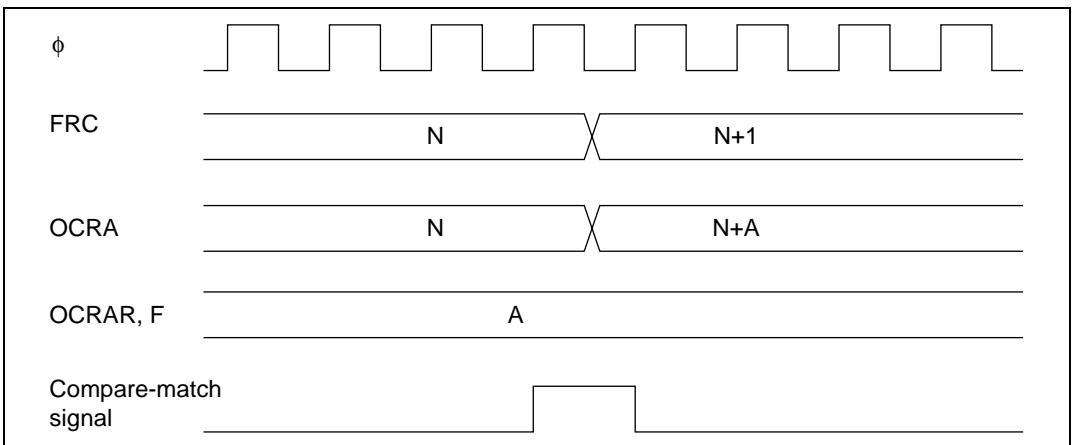 ϕ
FRC N N+1
OCRA N N+A
OCRAR, F A
Compare-match
signal